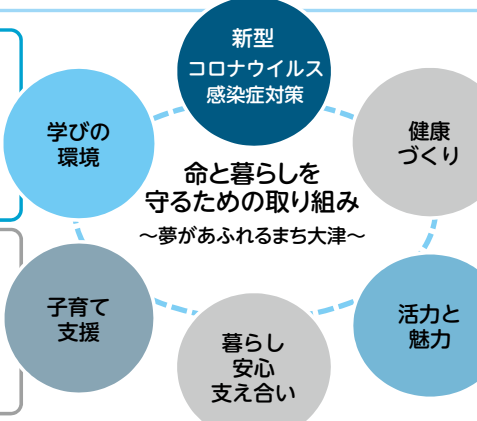 新型
コロナウイルス
感染症対策
学びの
環境
健康
づくり
命と暮らしを
守るための取り組み
～夢があふれるまち大津～
子育て
支援
活力と
魅力
暮らし
安心
支え合い